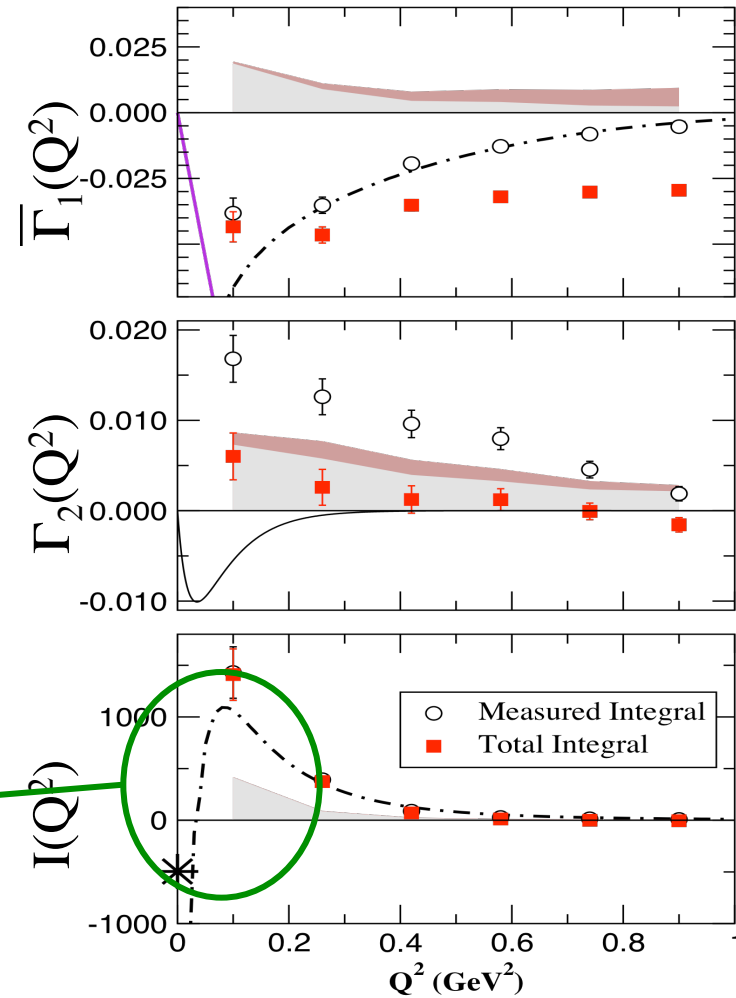 0.025
0.000
-0.025
Γ̅₁(Q²)
0.020
0.010
0.000
-0.010
Γ₂(Q²)
Measured Integral
Total Integral
1000
0
-1000
I(Q²)
0 0.2 0.4 0.6 0.8 1
Q² (GeV²)